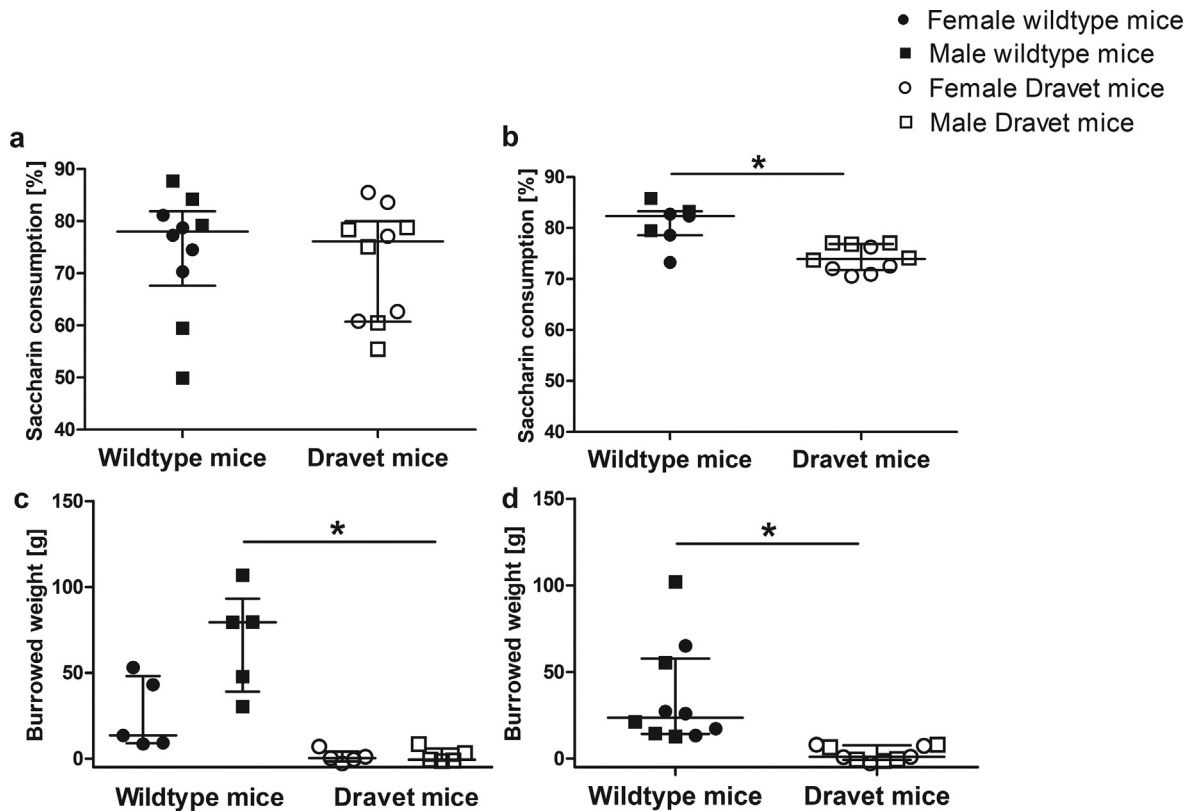 Female wildtype mice
Male wildtype mice
Female Dravet mice
Male Dravet mice
a
Saccharin consumption [%]
90
80
70
60
50
40
Wildtype mice
Dravet mice
b
*
Saccharin consumption [%]
90
80
70
60
50
40
Wildtype mice
Dravet mice
c
*
Burrowed weight [g]
150
100
50
0
Wildtype mice
Dravet mice
d
*
Burrowed weight [g]
150
100
50
0
Wildtype mice
Dravet mice